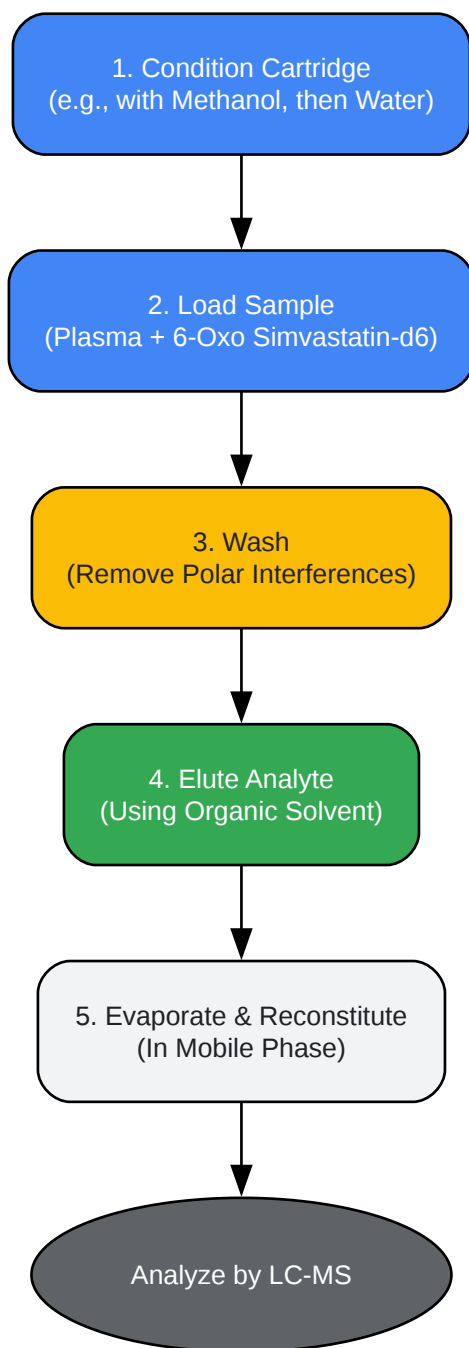 1. Condition Cartridge
(e.g., with Methanol, then Water)
2. Load Sample
(Plasma + 6-Oxo Simvastatin-d6)
3. Wash
(Remove Polar Interferences)
4. Elute Analyte
(Using Organic Solvent)
5. Evaporate & Reconstitute
(In Mobile Phase)
Analyze by LC-MS